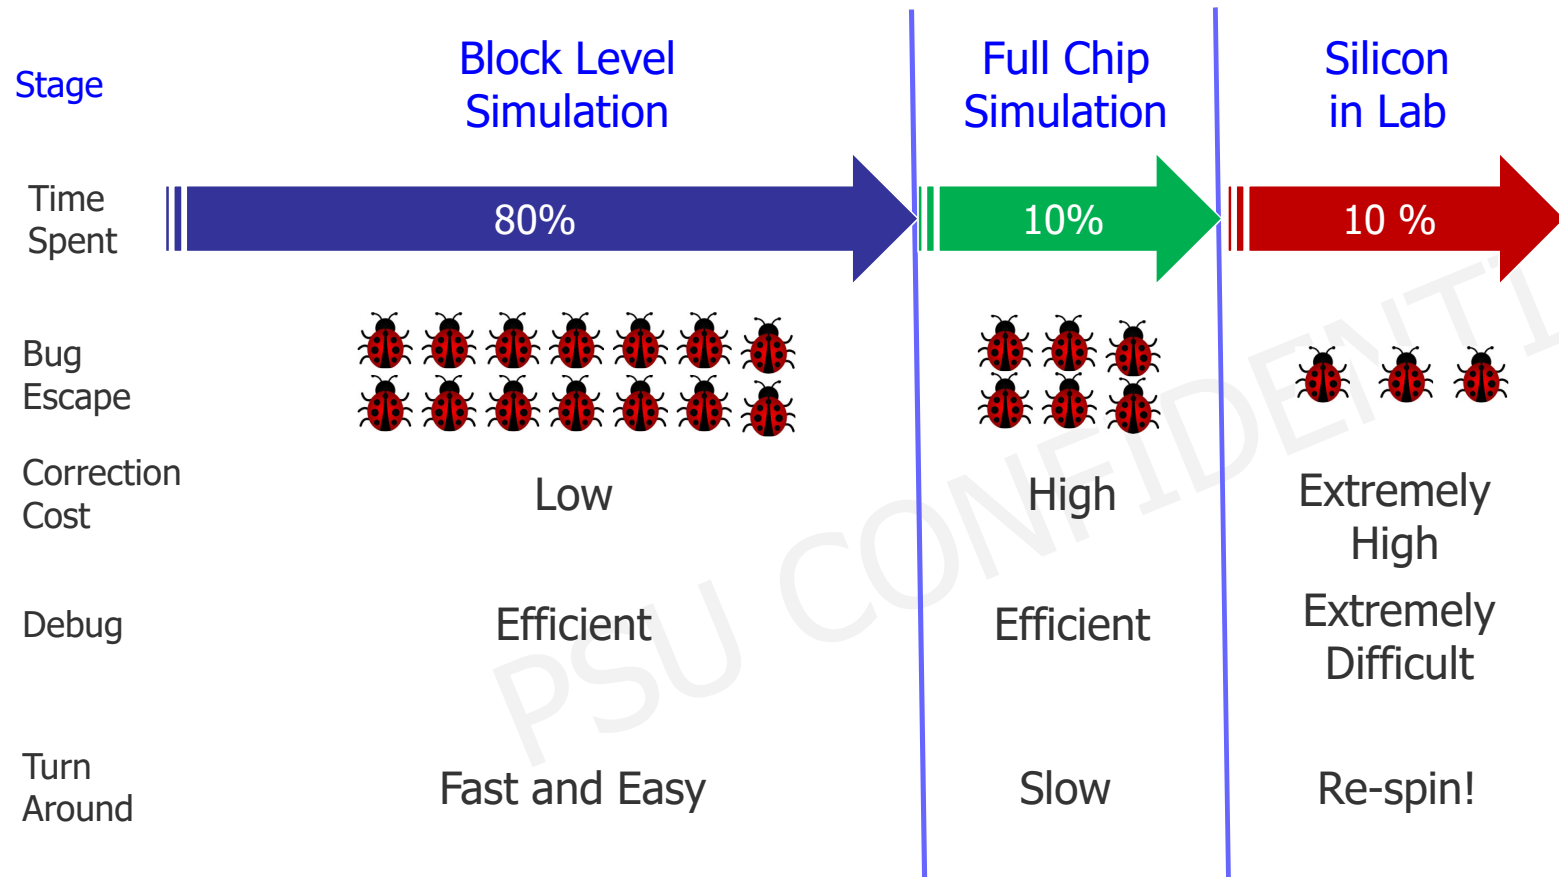 Stage
Block Level
Simulation
Full Chip
Simulation
Silicon
in Lab
Time
Spent
80%
10%
10 %
Bug
Escape
Correction
Cost
Low
High
Extremely
High
Debug
Efficient
Efficient
Extremely
Difficult
Turn
Around
Fast and Easy
Slow
Re-spin!
PSU CONFIDENTI